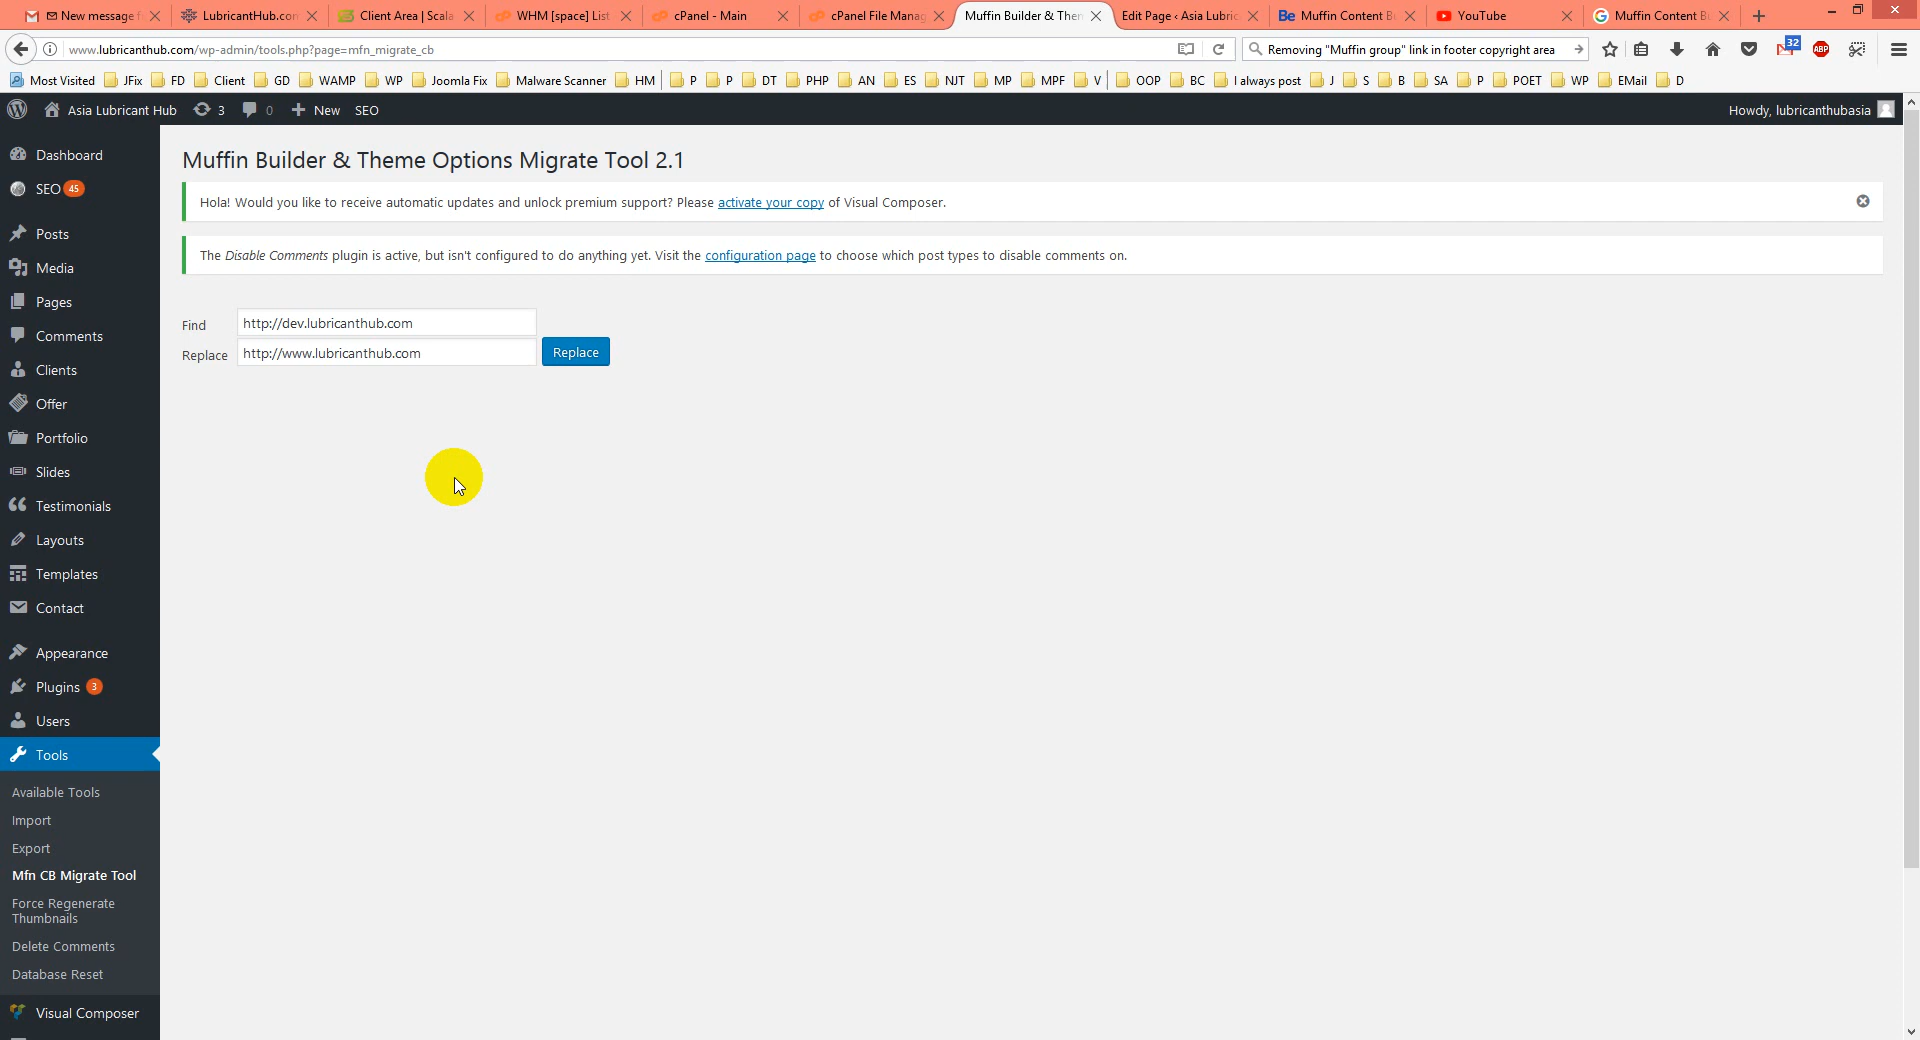 New message f
LubricantHub.con
Client Area | Scala
WHM [space] List
cPanel - Main
cPanel File Manag
Muffin Builder & Then
Edit Page ‹ Asia Lubric
Be Muffin Content B
YouTube
Muffin Content B
www.lubricanthub.com/wp-admin/tools.php?page=mfn_migrate_cb
Removing "Muffin group" link in footer copyright area
32
ABP
Most Visited JFix FD Client GD WAMP WP Joomla Fix Malware Scanner HM P P DT PHP AN ES NJT MP MPF V OOP BC I always post J S B SA P POET WP EMail D
Asia Lubricant Hub 3 0 New SEO Howdy, lubricanthubasia
Dashboard
SEO 45
Posts
Media
Pages
Comments
Clients
Offer
Portfolio
Slides
Testimonials
Layouts
Templates
Contact
Appearance
Plugins 3
Users
Tools
Available Tools
Import
Export
Mfn CB Migrate Tool
Force Regenerate
Thumbnails
Delete Comments
Database Reset
Visual Composer
Muffin Builder & Theme Options Migrate Tool 2.1
Hola! Would you like to receive automatic updates and unlock premium support? Please activate your copy of Visual Composer.
The Disable Comments plugin is active, but isn't configured to do anything yet. Visit the configuration page to choose which post types to disable comments on.
Find http://dev.lubricanthub.com
Replace http://www.lubricanthub.com Replace